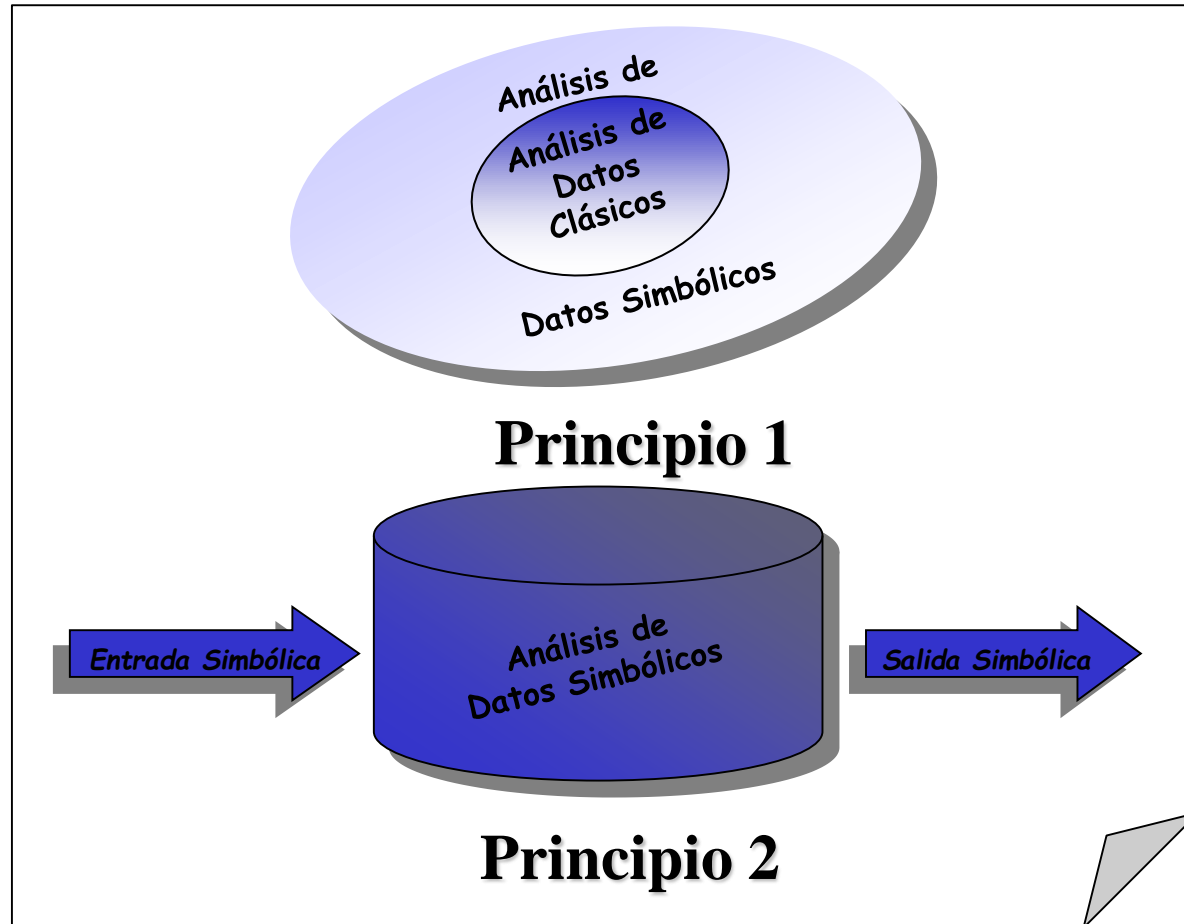 Análisis de
Análisis de
Datos
Clásicos
Datos Simbólicos
Principio 1
Entrada Simbólica
Análisis de
Datos Simbólicos
Salida Simbólica
Principio 2